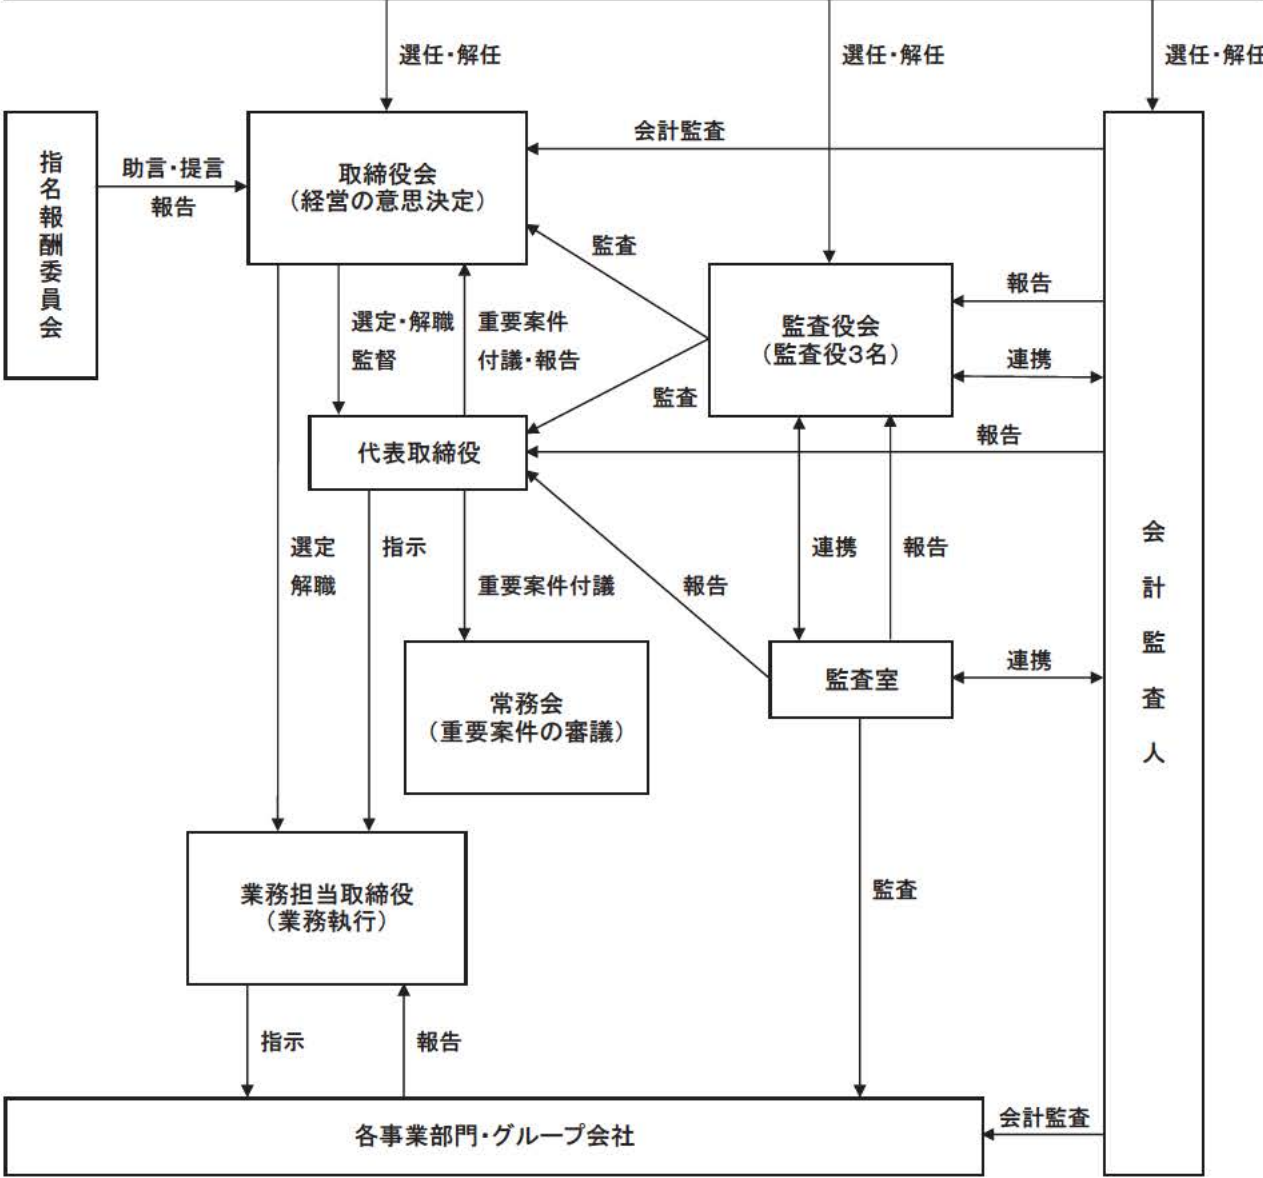 選任・解任
選任・解任
選任・解任
指名報酬委員会
助言・提言
報告
取締役会
(経営の意思決定)
会計監査
監査
選定・解職
監督
重要案件
付議・報告
監査役会
(監査役3名)
報告
連携
監査
代表取締役
報告
選定
解職
指示
重要案件付議
報告
連携
報告
会計監査人
常務会
(重要案件の審議)
監査室
連携
業務担当取締役
(業務執行)
監査
指示
報告
各事業部門・グループ会社
会計監査